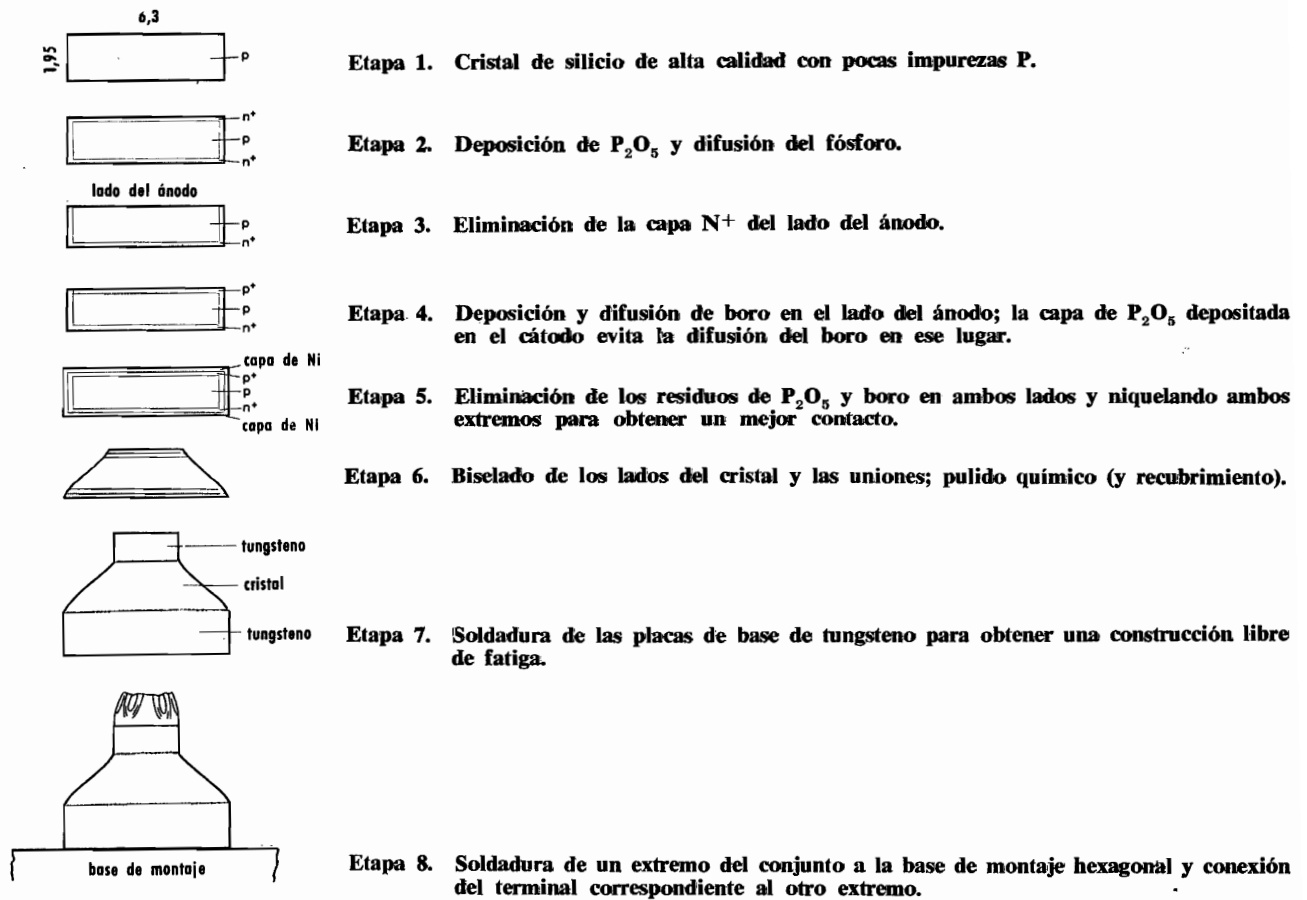 6,3
1,95
p
Etapa 1. Cristal de silicio de alta calidad con pocas impurezas P.
n+
p
n+
Etapa 2. Deposición de P₂O₅ y difusión del fósforo.
lado del ánodo
p
n+
Etapa 3. Eliminación de la capa N+ del lado del ánodo.
p+
p
n+
Etapa 4. Deposición y difusión de boro en el lado del ánodo; la capa de P₂O₅ depositada
en el cátodo evita la difusión del boro en ese lugar.
capa de Ni
p+
p
n+
capa de Ni
Etapa 5. Eliminación de los residuos de P₂O₅ y boro en ambos lados y niquelando ambos
extremos para obtener un mejor contacto.
Etapa 6. Biselado de los lados del cristal y las uniones; pulido químico (y recubrimiento).
tungsteno
cristal
tungsteno
Etapa 7. Soldadura de las placas de base de tungsteno para obtener una construcción libre
de fatiga.
base de montaje
Etapa 8. Soldadura de un extremo del conjunto a la base de montaje hexagonal y conexión
del terminal correspondiente al otro extremo.